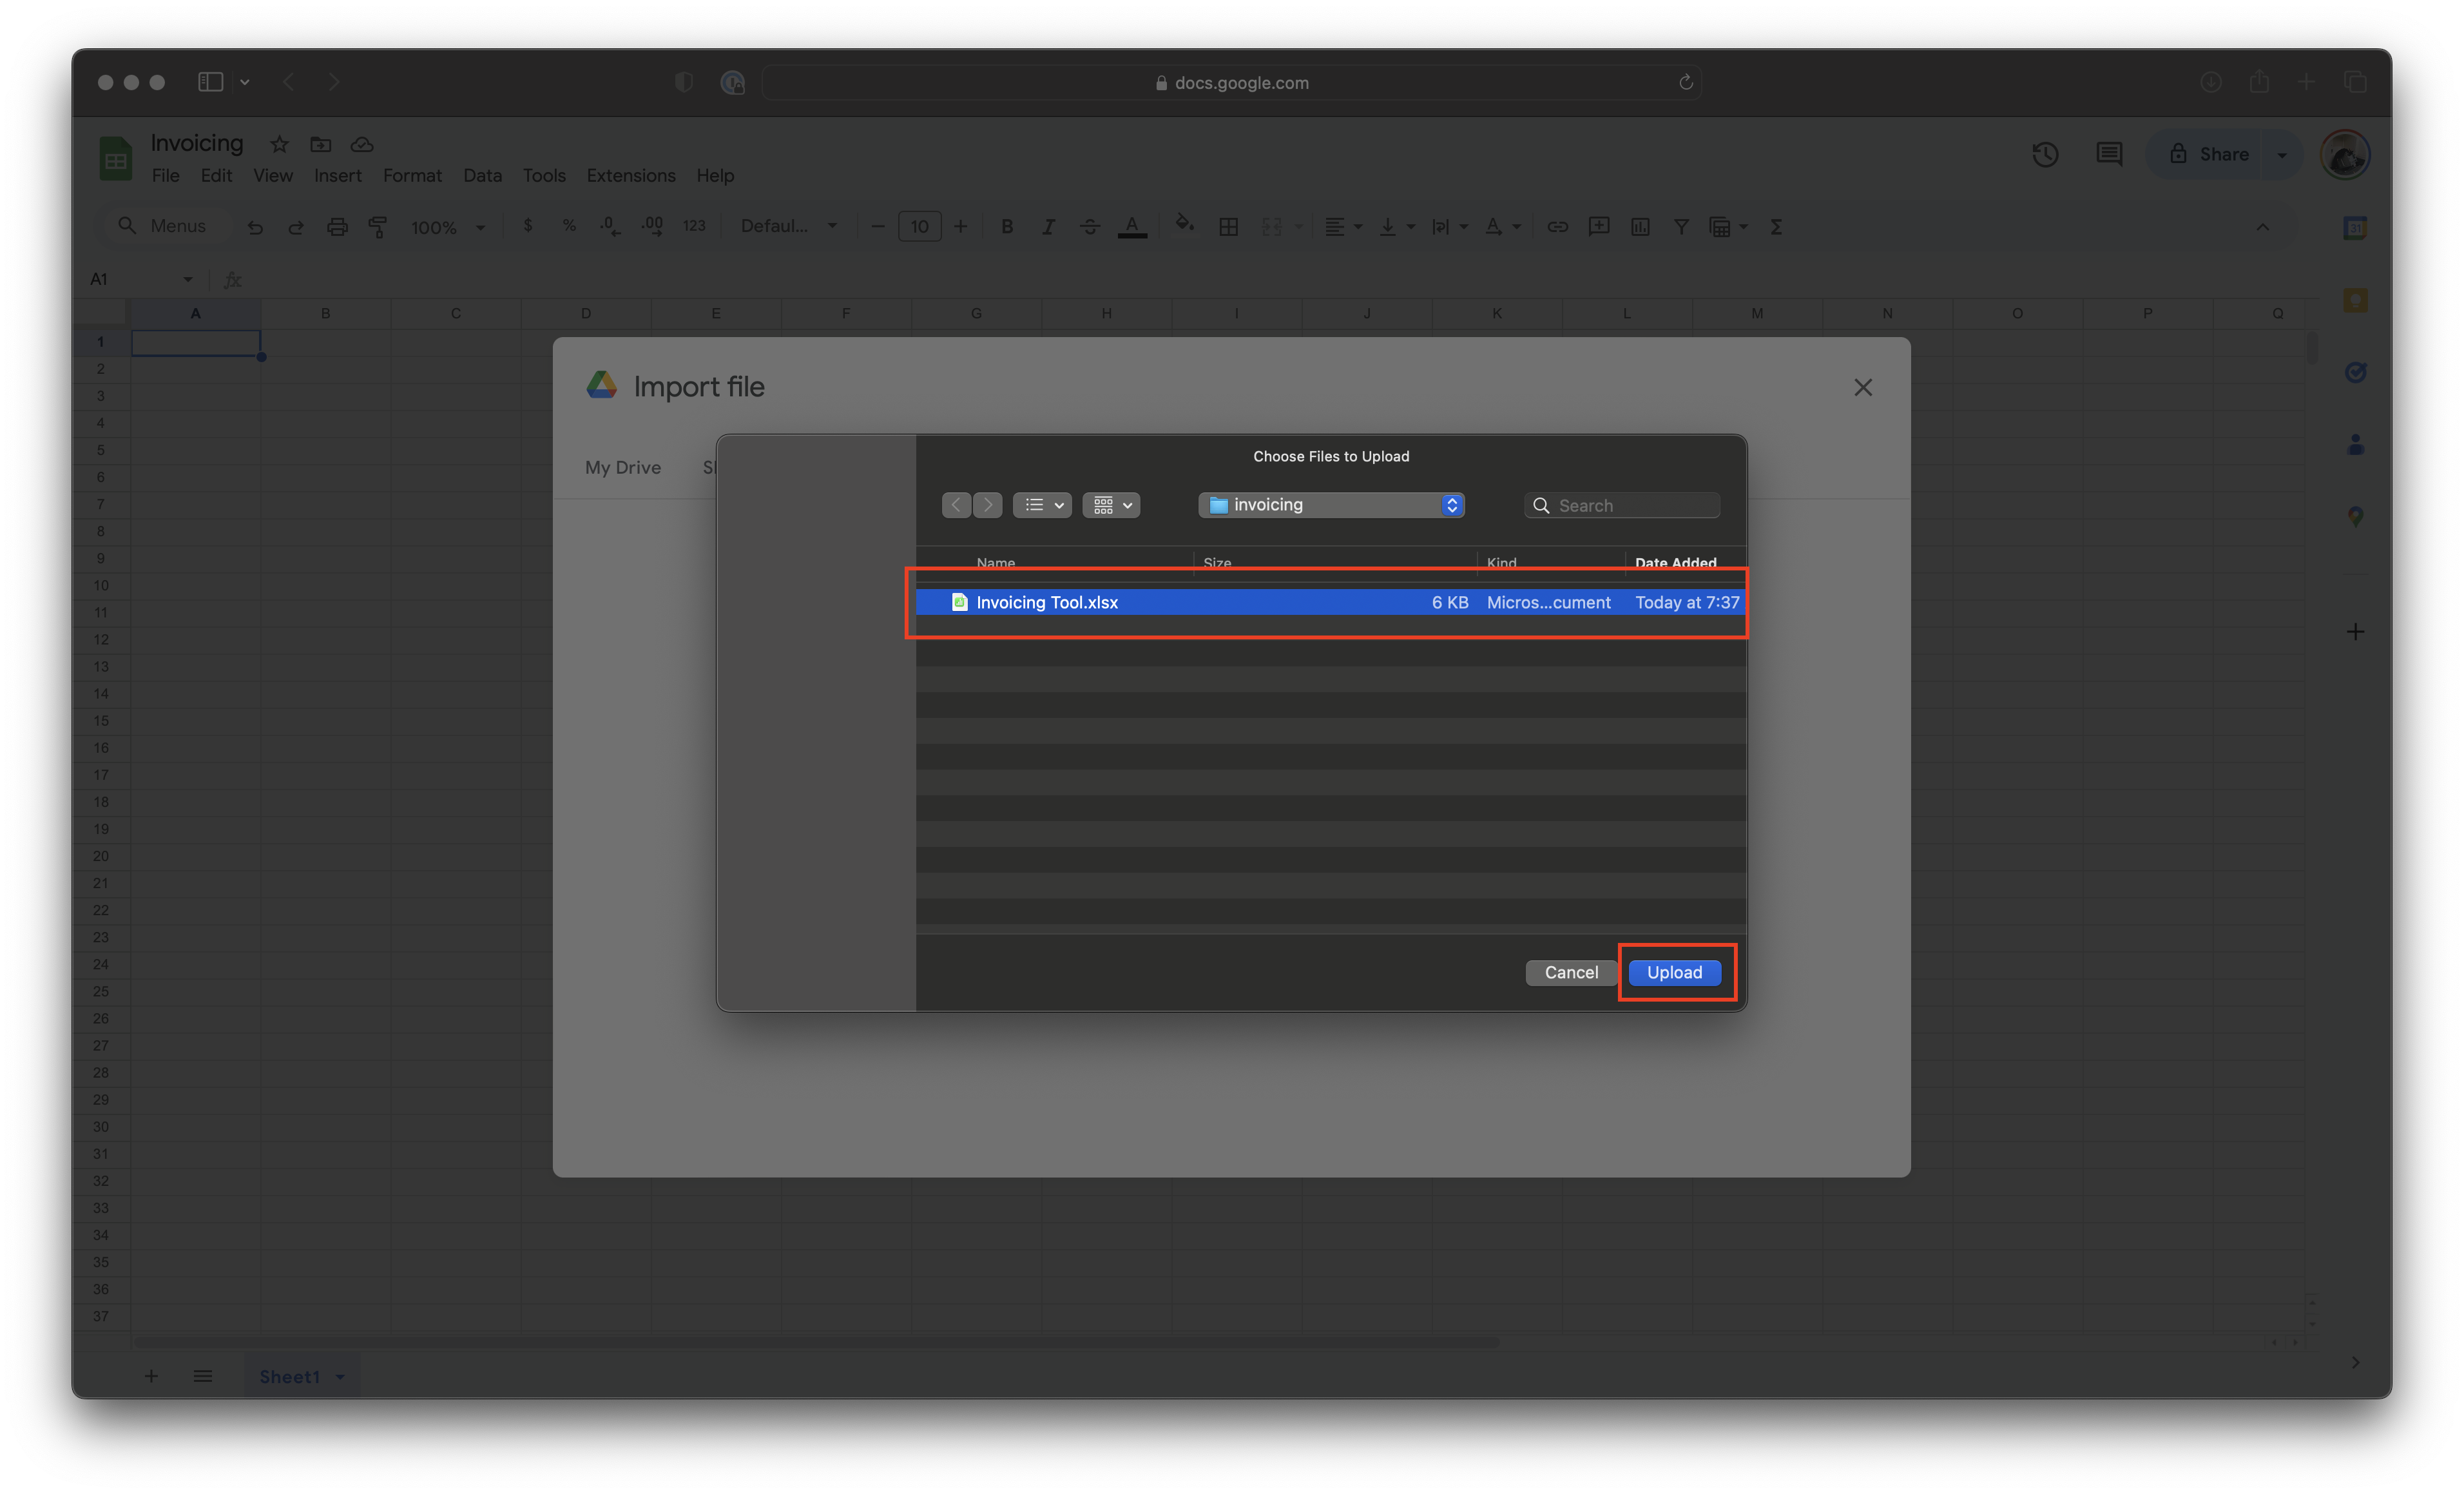 docs.google.com
Invoicing
File Edit View Insert Format Data Tools Extensions Help
Share
Menus 100% $ % .0 .00 123 Defaul... 10 B I A A Σ
31
A1 fx
A B C D E F G H I J K L M N O P Q
1
2
3
4
5
6
7
8
9
10
11
12
13
14
15
16
17
18
19
20
21
22
23
24
25
26
27
28
29
30
31
32
33
34
35
36
37
Import file
My Drive
Choose Files to Upload
invoicing
Search
Name Size Kind Date Added
Invoicing Tool.xlsx 6 KB Micros...cument Today at 7:37
Cancel Upload
Sheet1